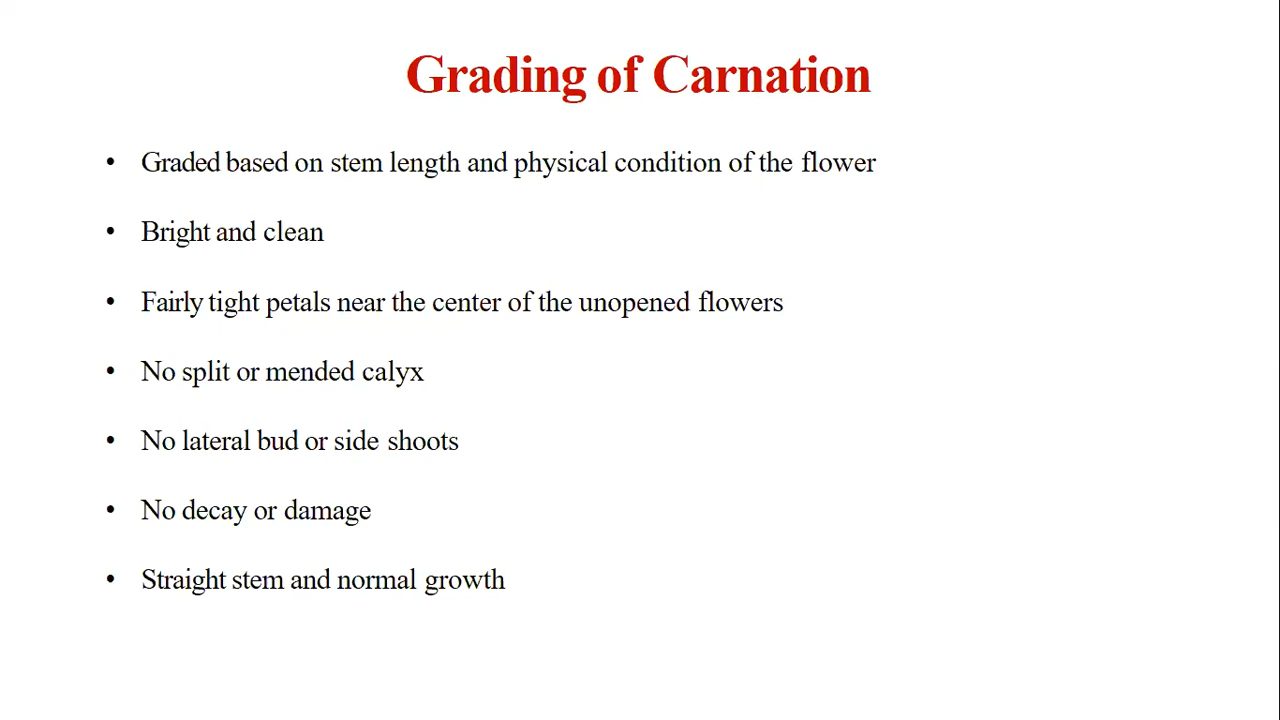 Grading of Carnation
• Graded based on stem length and physical condition of the flower
• Bright and clean
• Fairly tight petals near the center of the unopened flowers
• No split or mended calyx
• No lateral bud or side shoots
• No decay or damage
• Straight stem and normal growth